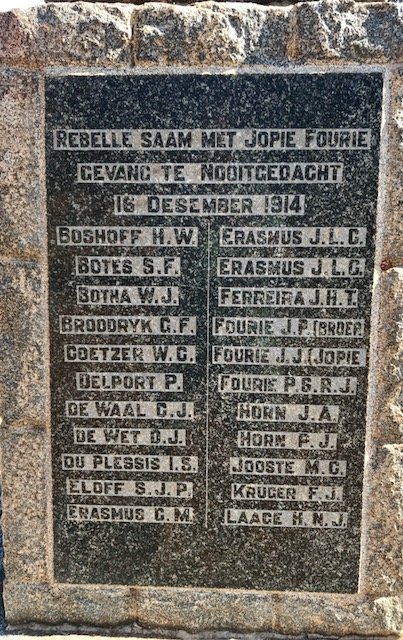 REBELLE SAAM MET JOPIE FOURIE
GEVANG TE NOOITGEDACHT
16 DESEMBER 1914
BOSHOFF H.W.
BOTES S.F.
BOTHA W.J.
BROODRYK G.F.
GOETZER W.G.
DELPORT P.
DE WAAL C.J.
DE WET D.J.
DU PLESSIS I.S.
ELOFF S.J.P.
ERASMUS C.M.
ERASMUS J.L.C.
ERASMUS J.L.G.
FERREIRA J.H.T.
FOURIE J.P. (BROER
FOURIE J.J. (JOPIE
FOURIE P.S.R.J.
HORN J.A.
HORN P.J.
JOOSTE M.C.
KRUGER F.J.
LAAGE H.N.J.